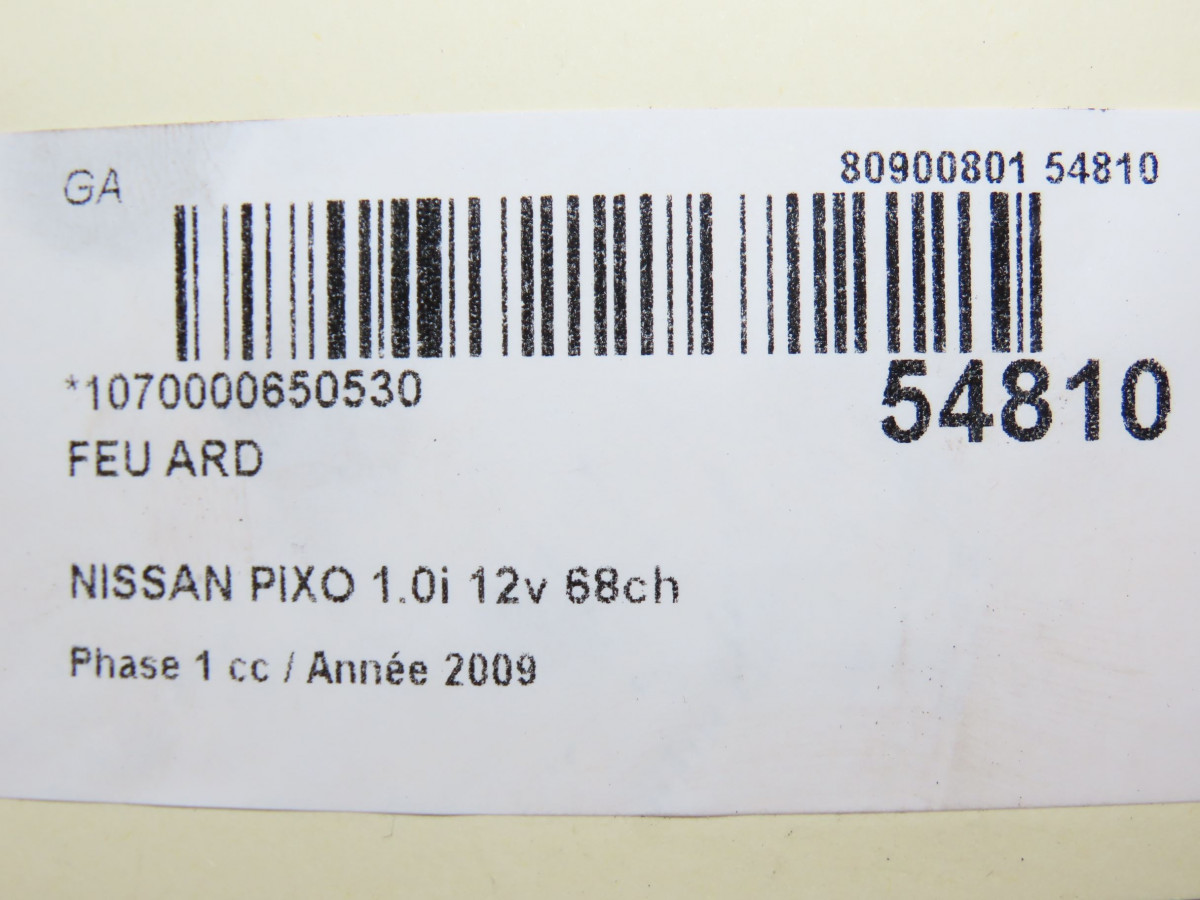 80900801 54810
GA
*1070000650530
54810
FEU ARD
NISSAN PIXO 1.0i 12v 68ch
Phase 1 cc / Année 2009